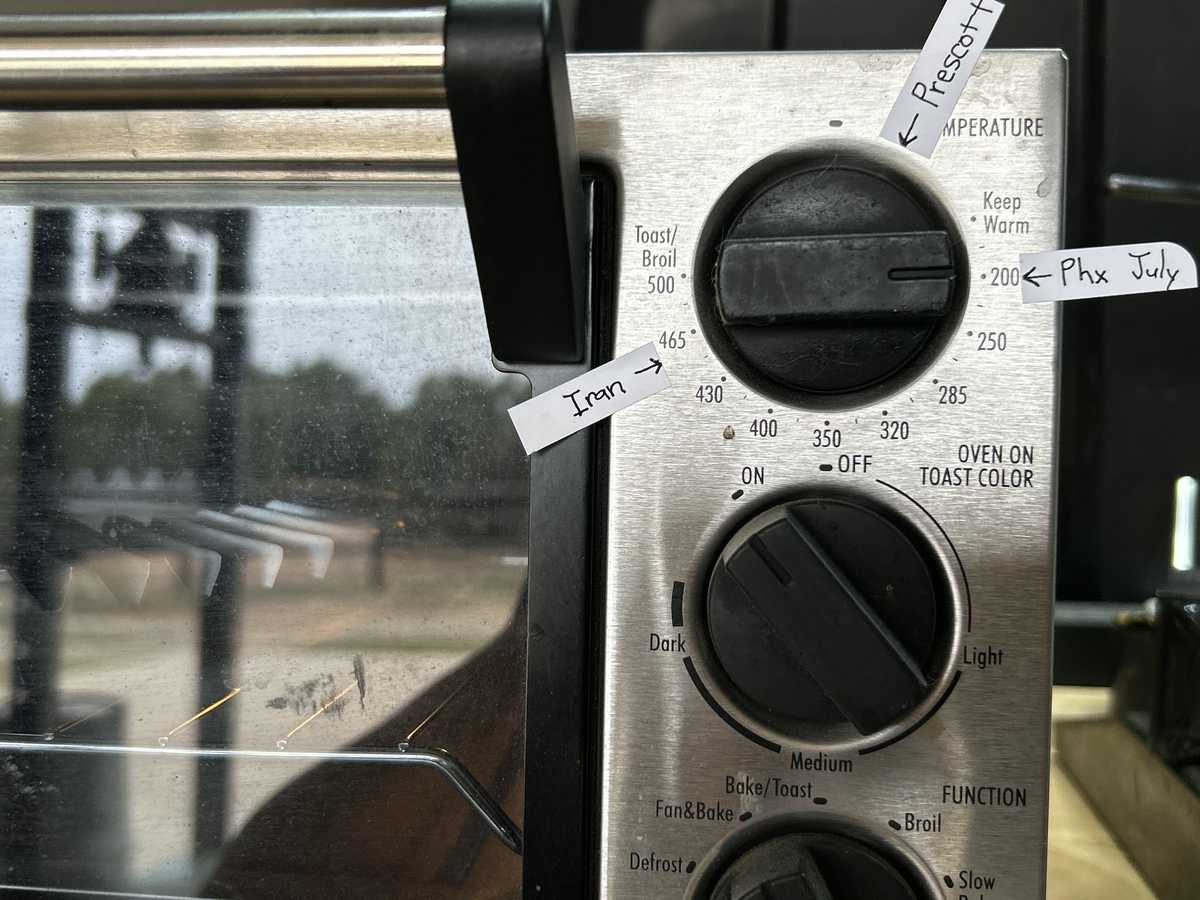 ← Prescott
MPERATURE
Keep
Warm
Toast/
Broil
500
200
← Phx July
465
250
Iran →
430
285
400
350
320
OVEN ON
TOAST COLOR
ON
OFF
Dark
Light
Medium
Bake/Toast
FUNCTION
Fan&Bake
Broil
Defrost
Slow